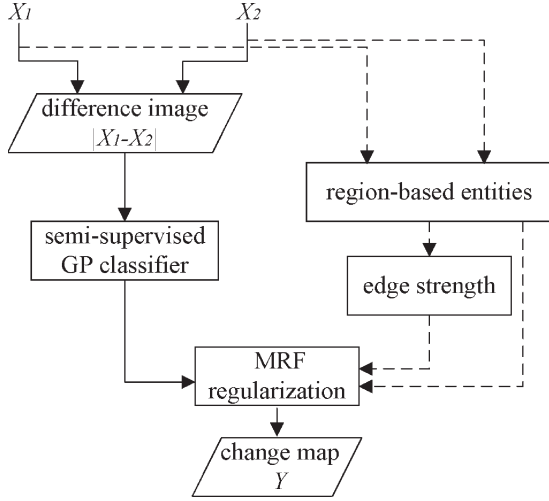 X1 X2
difference image
|X1-X2|
region-based entities
semi-supervised
GP classifier
edge strength
MRF
regularization
change map
Y